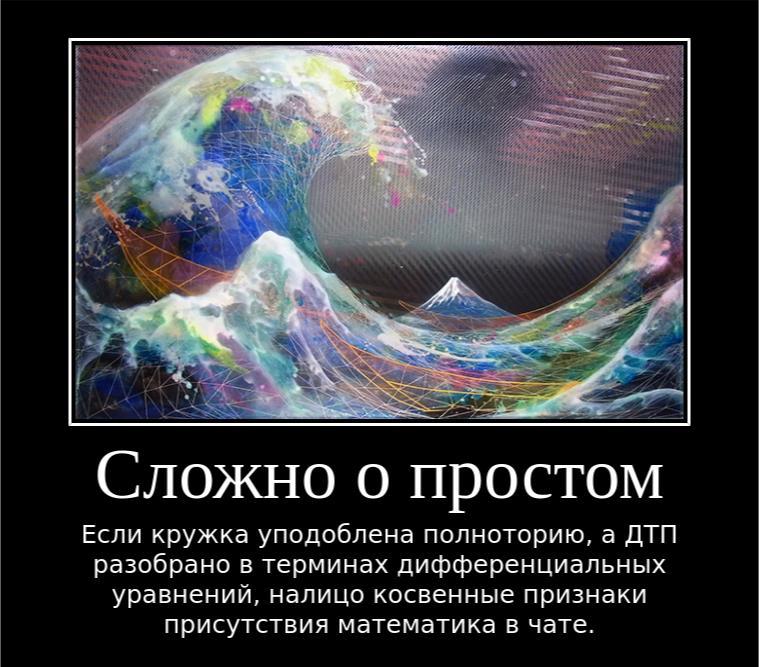 Сложно о простом
Если кружка уподоблена полноторию, а ДТП
разобрано в терминах дифференциальных
уравнений, налицо косвенные признаки
присутствия математика в чате.